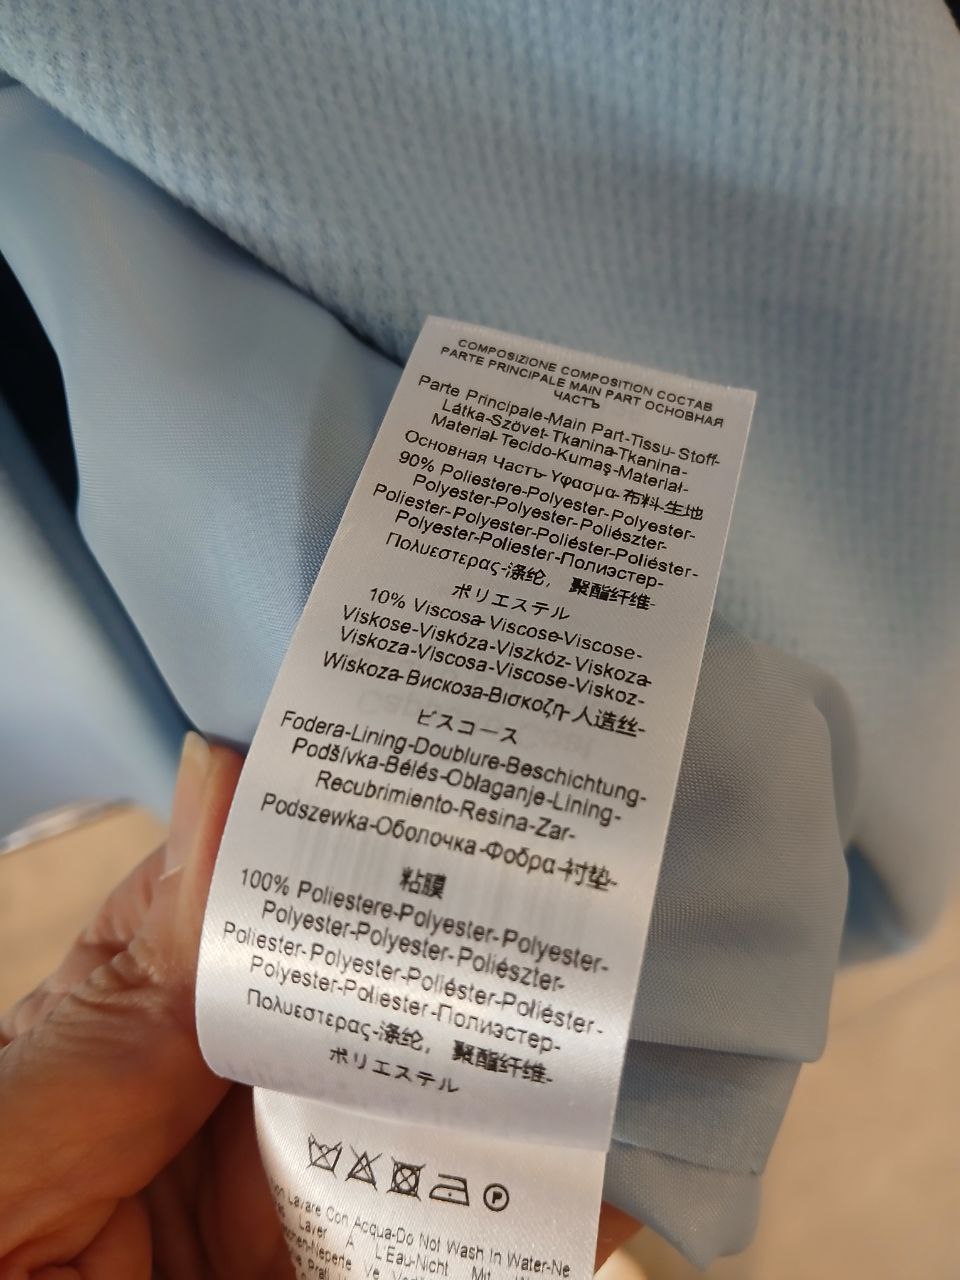 COMPOSIZIONE COMPOSITION СОСТАВ
PARTE PRINCIPALE MAIN PART ОСНОВНАЯ
ЧАСТЬ
Parte Principale-Main Part-Tissu-Stoff-
Látka-Szövet-Tkanina-Tkanina-
Material-Tecido-Kumaş-Materiał-
Основная Часть-Υφασμα-布料生地
90% Poliestere-Polyester-Polyester-
Polyester-Polyester-Poliészter-
Poliester-Polyester-Poliéster-Poliéster-
Polyester-Poliester-Полиэстер-
Πολυεστερας-涤纶, 聚酯纤维-
ポリエステル
10% Viscosa-Viscose-Viscose-
Viskose-Viskóza-Viszkóz-Viskoza-
Viskoza-Viscosa-Viscose-Viskoz-
Wiskoza-Вискоза-Βισκοζη-人造丝-
ビスコース
Fodera-Lining-Doublure-Beschichtung-
Podšívka-Bélés-Oblaganje-Lining-
Recubrimiento-Resina-Zar-
Podszewka-Оболочка-Φοδρα-衬垫-
粘膜
100% Poliestere-Polyester-Polyester-
Polyester-Polyester-Poliészter-
Poliester-Polyester-Poliéster-Poliéster-
Polyester-Poliester-Полиэстер-
Πολυεστερας-涤纶, 聚酯纤维-
ポリエステル
P
Lavare Con Acqua-Do Not Wash In Water-Ne
Laver A L'Eau-Nicht Mit